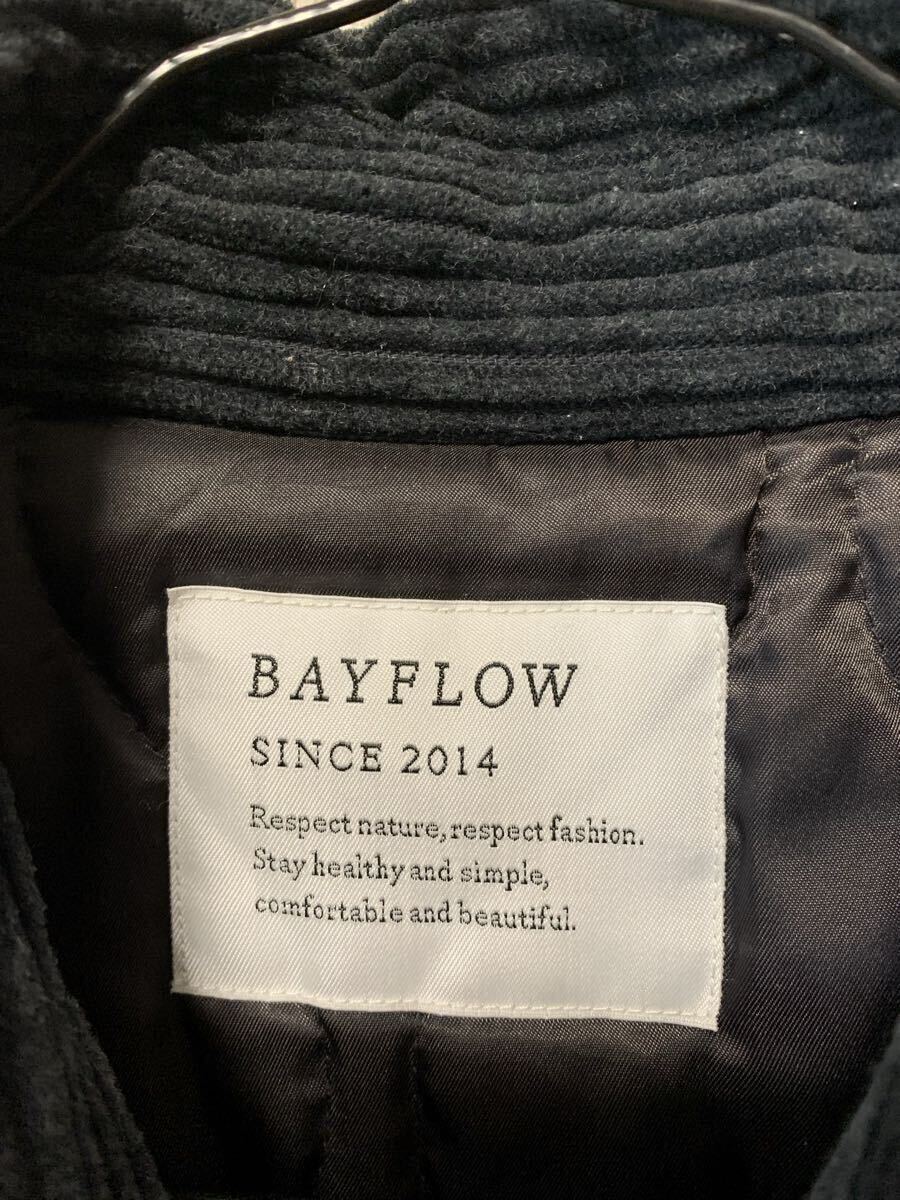 BAYFLOW
SINCE 2014
Respect nature, respect fashion.
Stay healthy and simple,
comfortable and beautiful.